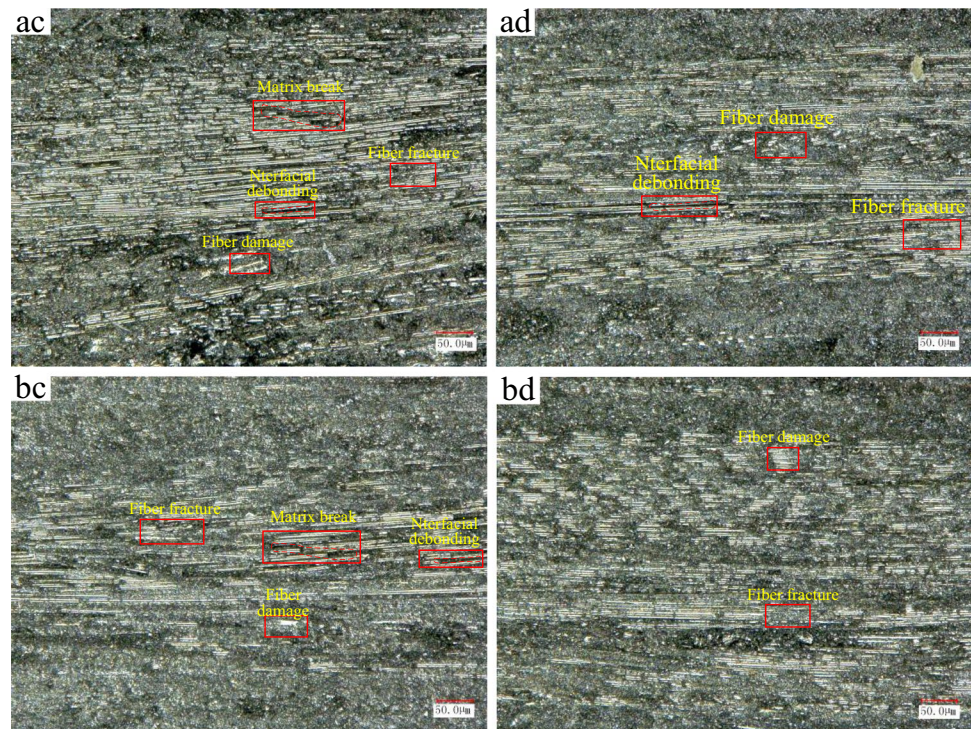 ac
Matrix break
Fiber fracture
Nterfacial
debonding
Fiber damage
50.0μm
ad
Fiber damage
Nterfacial
debonding
Fiber fracture
50.0μm
bc
Fiber fracture
Matrix break
Nterfacial
debonding
Fiber
damage
50.0μm
bd
Fiber damage
Fiber fracture
50.0μm